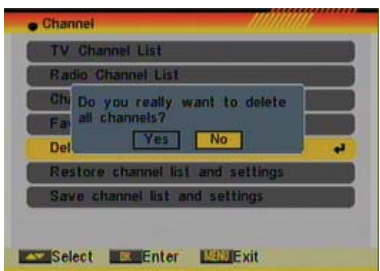 Channel
TV Channel List
Radio Channel List
Ch
Do you really want to delete
all channels?
Fa
Yes No
Del
Restore channel list and settings
Save channel list and settings
Select OK Enter MENU Exit